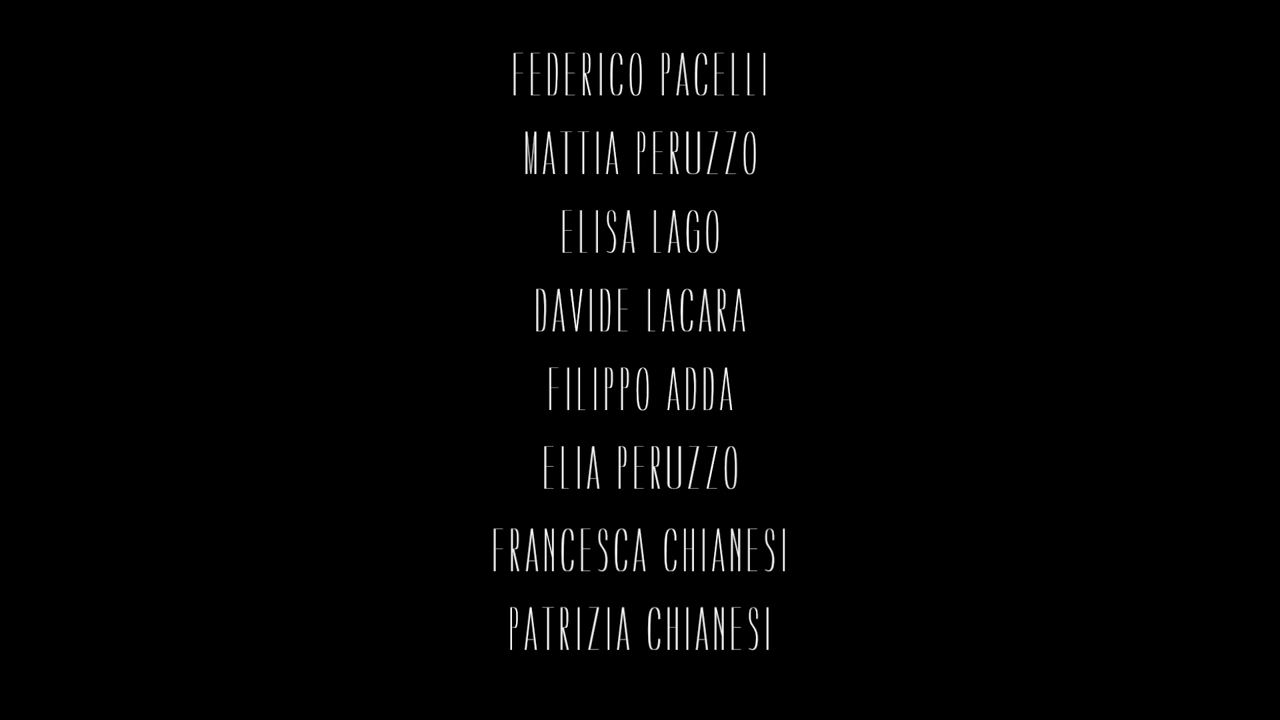 FEDERICO PACELLI
MATTIA PERUZZO
ELISA LAGO
DAVIDE LACARA
FILIPPO ADDA
ELIA PERUZZO
FRANCESCA CHIANESI
PATRIZIA CHIANESI